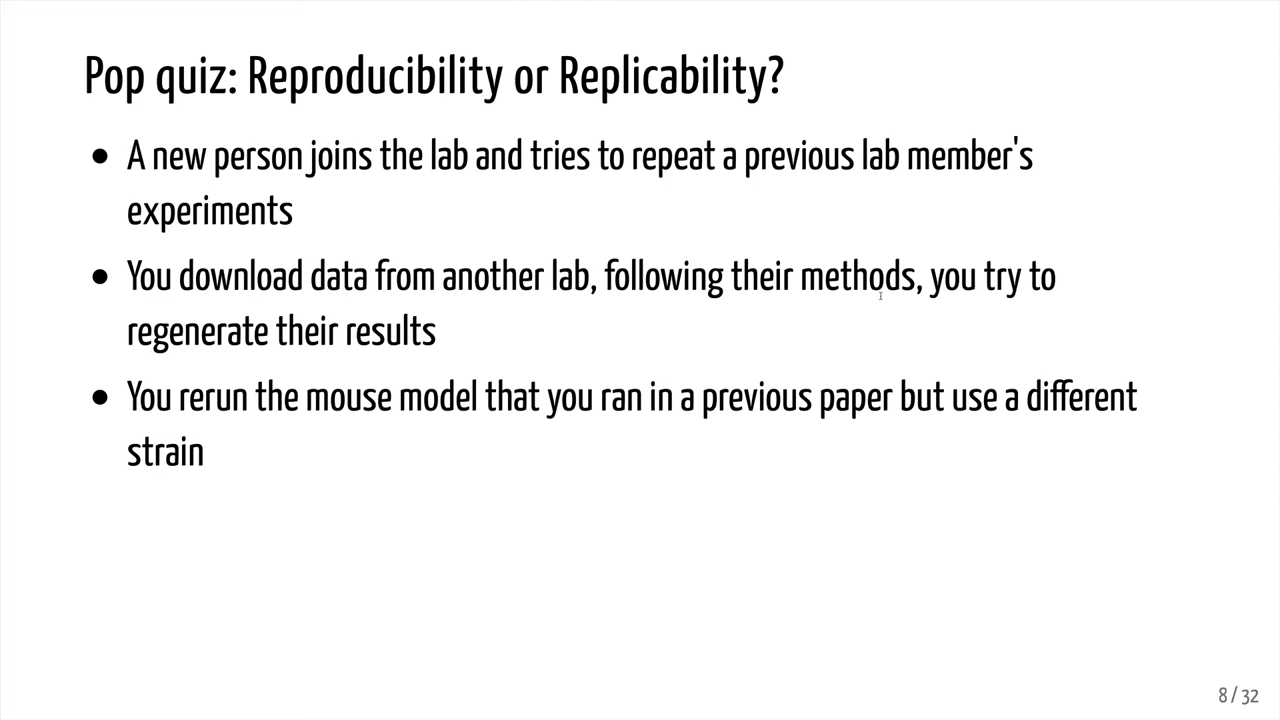 Pop quiz: Reproducibility or Replicability?
• A new person joins the lab and tries to repeat a previous lab member's
experiments
• You download data from another lab, following their methods, you try to
regenerate their results
• You rerun the mouse model that you ran in a previous paper but use a different
strain
8 / 32